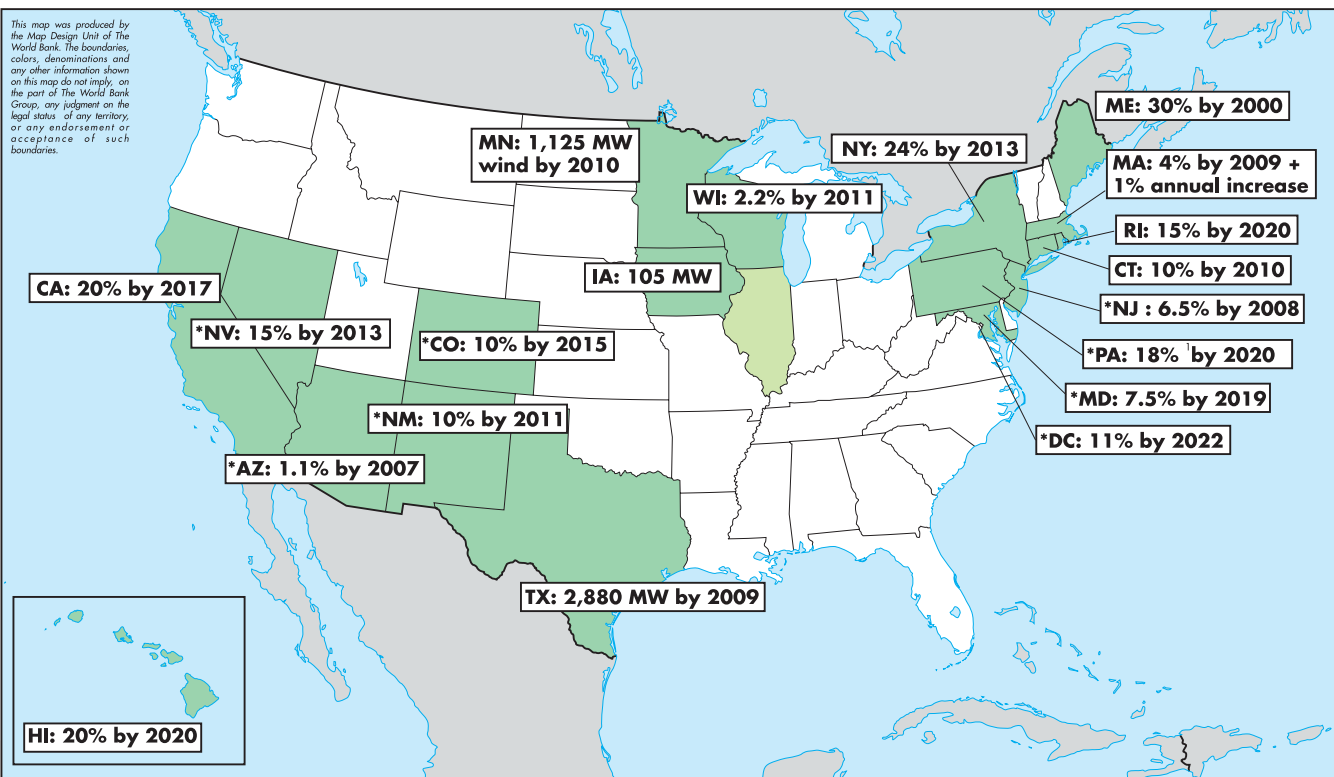 This map was produced by
the Map Design Unit of The
World Bank. The boundaries,
colors, denominations and
any other information shown
on this map do not imply, on
the part of The World Bank
Group, any judgment on the
legal status of any territory,
or any endorsement or
acceptance of such
boundaries.
ME: 30% by 2000
MN: 1,125 MW
wind by 2010
NY: 24% by 2013
MA: 4% by 2009 +
1% annual increase
WI: 2.2% by 2011
RI: 15% by 2020
CT: 10% by 2010
IA: 105 MW
CA: 20% by 2017
*NJ : 6.5% by 2008
*NV: 15% by 2013
*CO: 10% by 2015
*PA: 18% ¹by 2020
*MD: 7.5% by 2019
*NM: 10% by 2011
*DC: 11% by 2022
*AZ: 1.1% by 2007
TX: 2,880 MW by 2009
HI: 20% by 2020